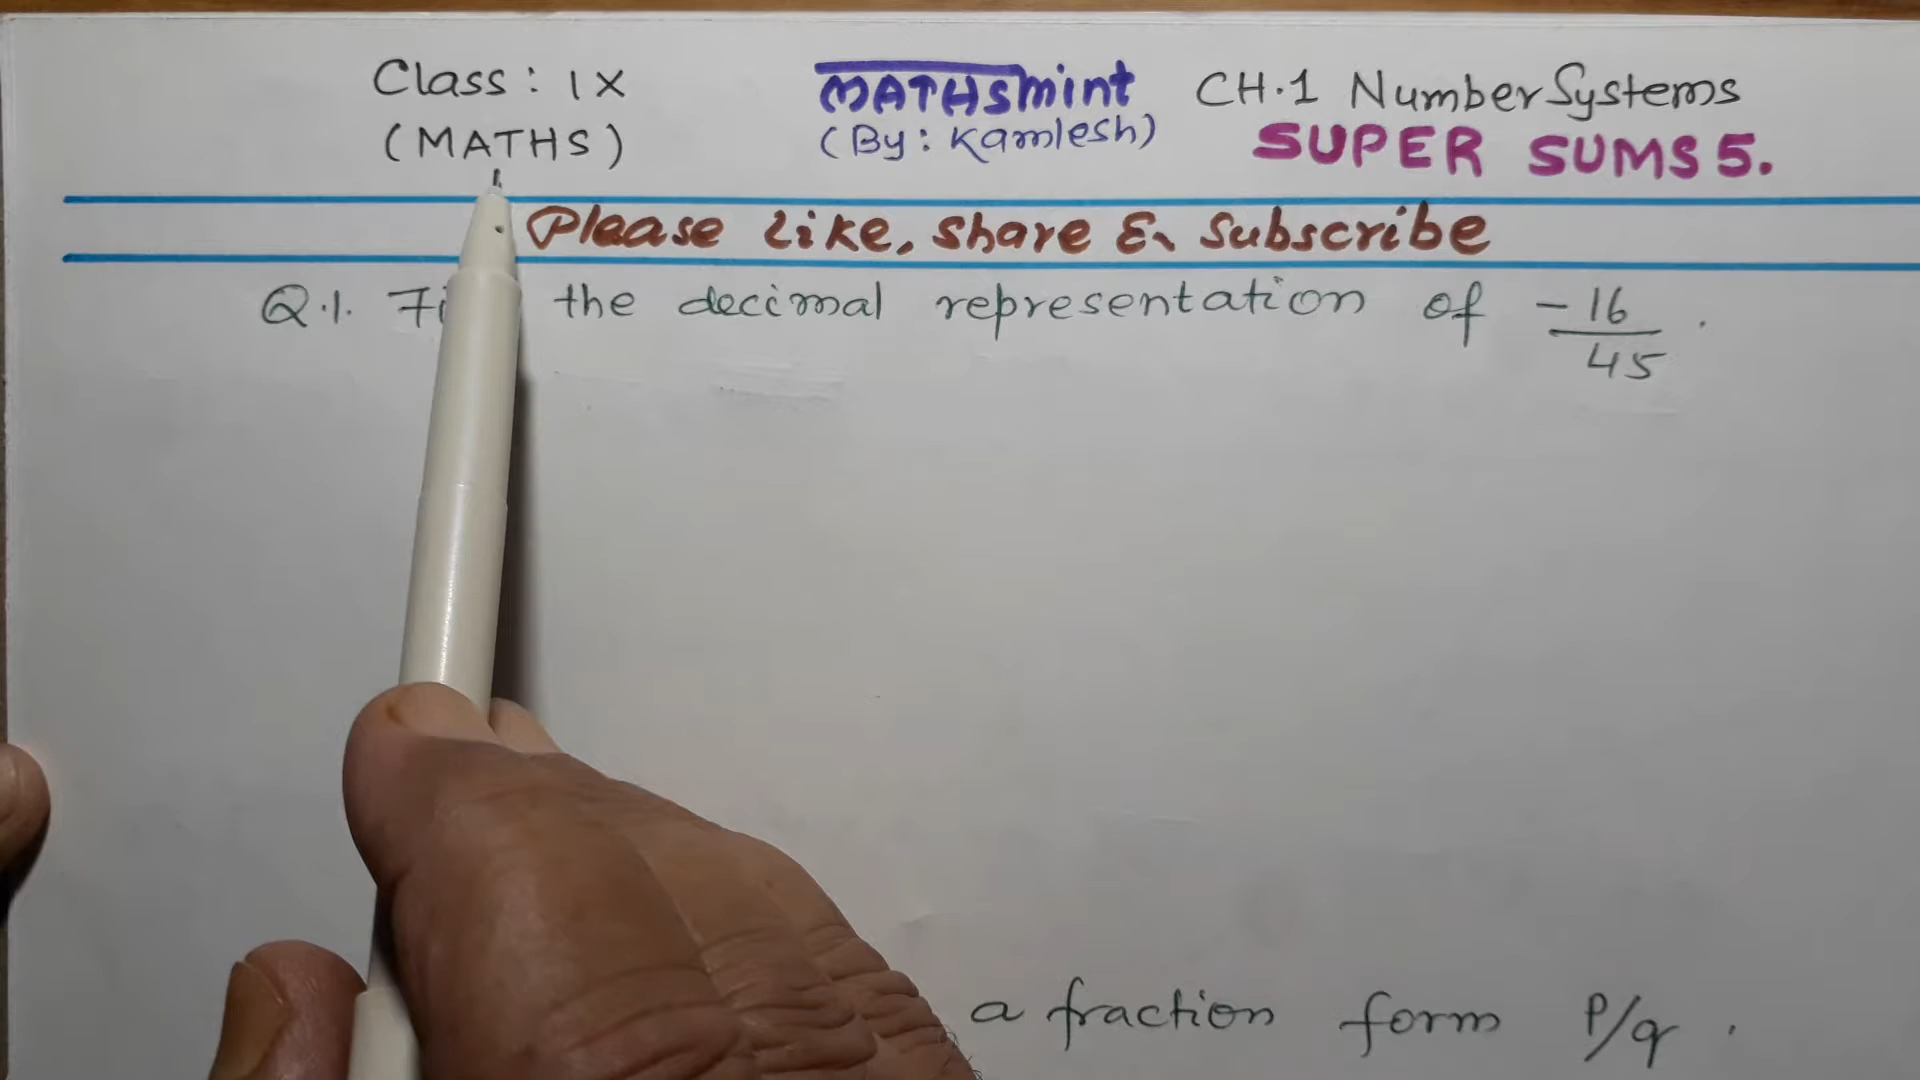 Class: IX
(MATHS)
MATHSmint
(By: Kamlesh)
CH.1 Number Systems
SUPER SUMS 5.
Please Like, Share & Subscribe
Q.1. the decimal representation of -16/45.
a fraction form P/q.